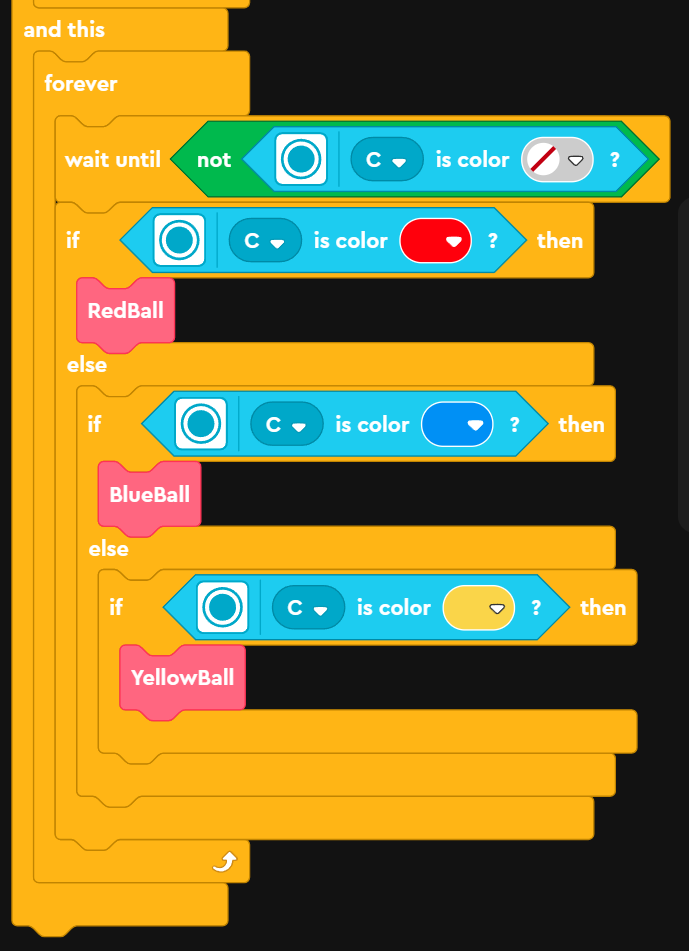 and this
forever
wait until not C is color ?
if C is color ? then
RedBall
else
if C is color ? then
BlueBall
else
if C is color ? then
YellowBall